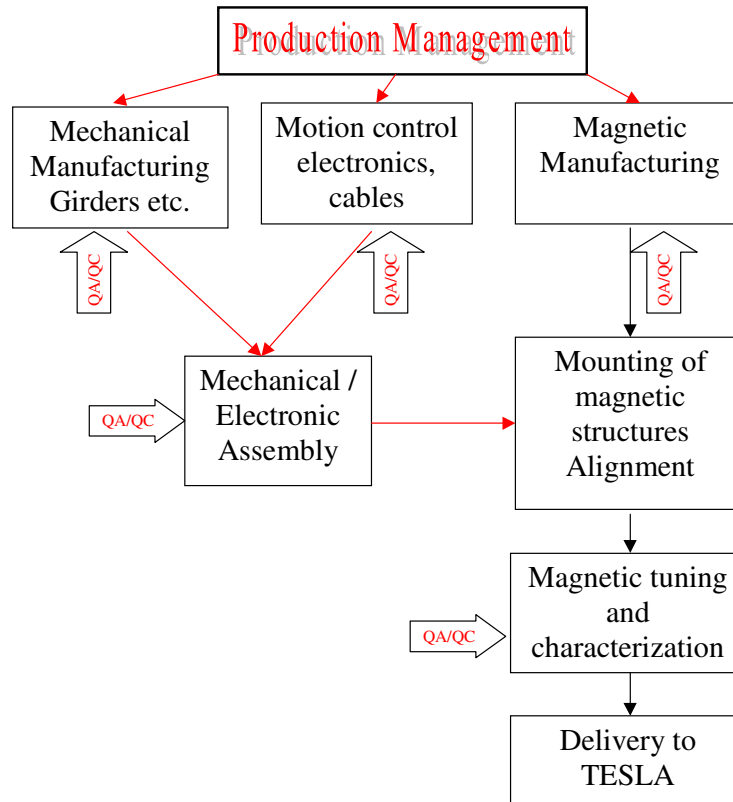 Production Management
Mechanical
Manufacturing
Girders etc.
Motion control
electronics,
cables
Magnetic
Manufacturing
QA/QC
QA/QC
QA/QC
Mechanical /
Electronic
Assembly
QA/QC
Mounting of
magnetic
structures
Alignment
Magnetic tuning
and
characterization
QA/QC
Delivery to
TESLA